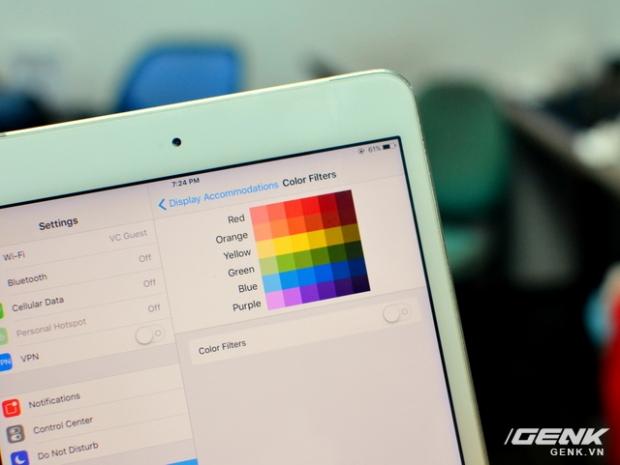 7:24 PM
61%
Settings
Display Accommodations Color Filters
Wi-Fi VC Guest
Bluetooth Off
Cellular Data Off
Personal Hotspot Off
VPN
VPN
Notifications
Control Center
Do Not Disturb
Red
Orange
Yellow
Green
Blue
Purple
Color Filters
GENK
GENK.VN